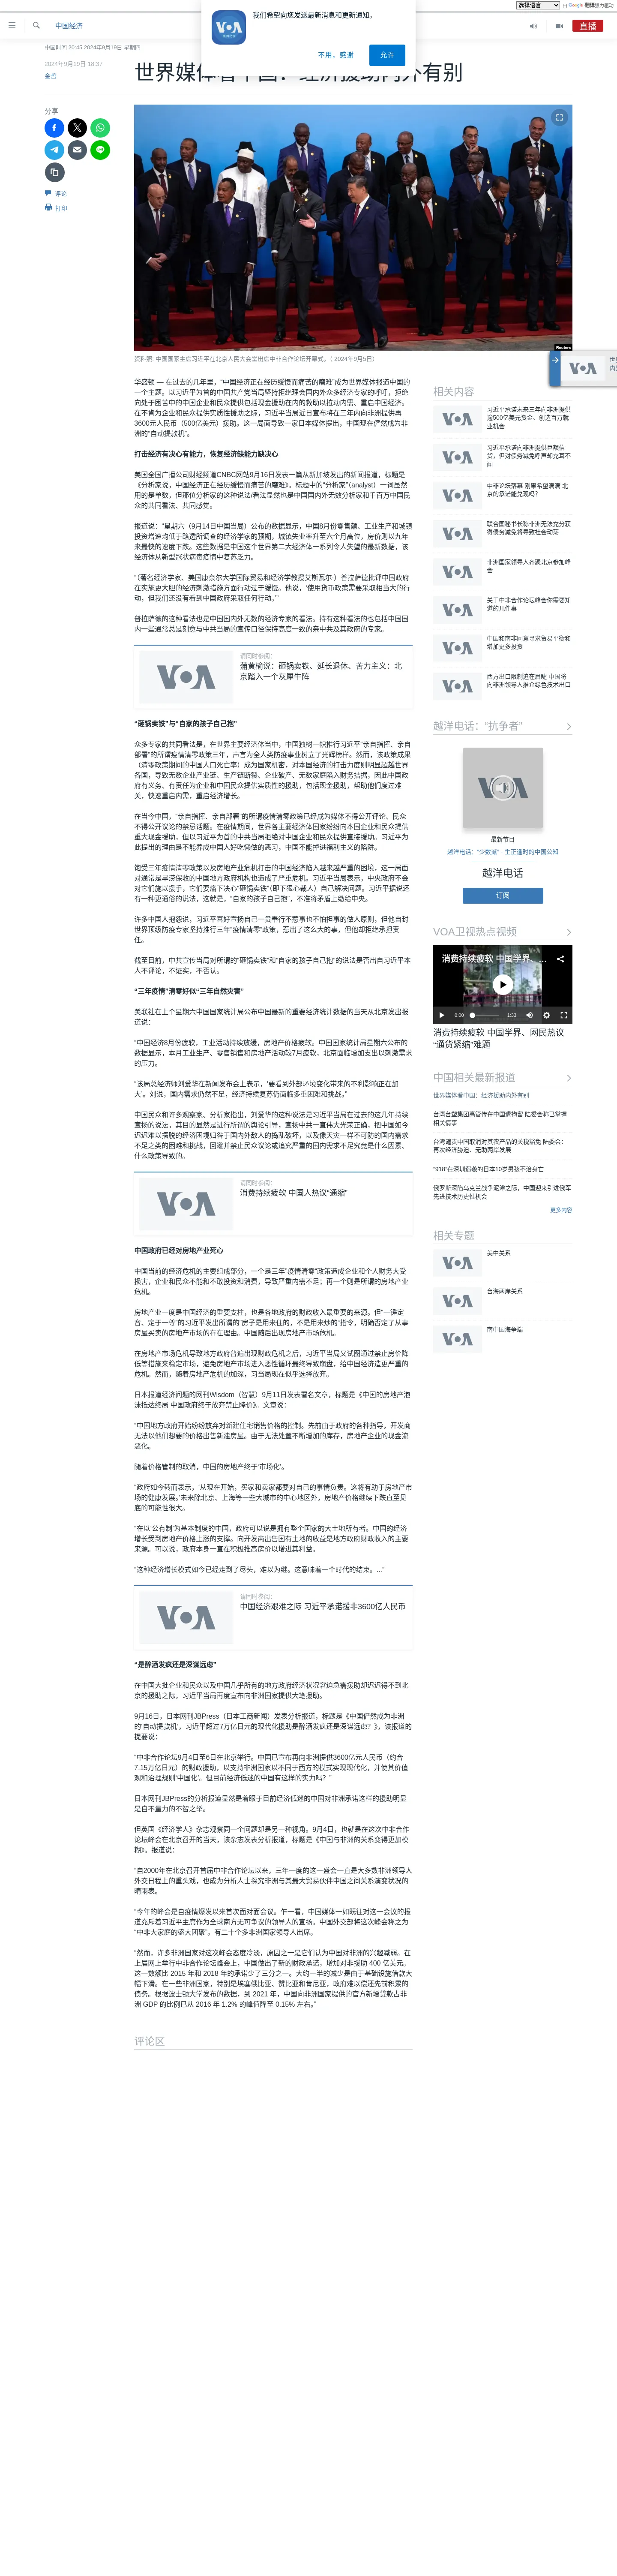 选择语言
由 Google 翻译强力驱动
我们希望向您发送最新消息和更新通知。
不用，感谢
允许
中国经济
直播
中国时间 20:45 2024年9月19日 星期四
2024年9月19日 18:37
金哲
世界媒体看中国：经济援助内外有别
分享
评论
打印
Reuters
资料照: 中国国家主席习近平在北京人民大会堂出席中非合作论坛开幕式。( 2024年9月5日）
华盛顿 — 在过去的几年里，“中国经济正在经历缓慢而痛苦的磨难”成为世界媒体报道中国的
一个主题。以习近平为首的中国共产党当局坚持拒绝理会国内外众多经济专家的呼吁，拒绝
向处于困苦中的中国企业和民众提供包括现金援助在内的救助以拉动内需、重启中国经济。
在不肯为企业和民众提供实质性援助之际，习近平当局近日宣布将在三年内向非洲提供再
3600元人民币（500亿美元）援助。这一局面导致一家日本媒体提出，中国现在俨然成为非
洲的“自动提款机”。
打击经济有决心有能力，恢复经济缺能力缺决心
美国全国广播公司财经频道CNBC网站9月16日发表一篇从新加坡发出的新闻报道，标题是
《分析家说，中国经济正在经历缓慢而痛苦的磨难》。标题中的“分析家”(analyst）一词虽然
用的是单数，但那位分析家的这种说法/看法显然也是中国国内外无数分析家和千百万中国民
众的共同看法、共同感觉。
报道说：“星期六（9月14日中国当局）公布的数据显示，中国8月份零售额、工业生产和城镇
投资增速均低于路透所调查的经济学家的预期，城镇失业率升至六个月高位，房价则以九年
来最快的速度下跌。这些数据是中国这个世界第二大经济体一系列令人失望的最新数据，该
经济体从新型冠状病毒疫情中复苏乏力。
“（著名经济学家、美国康奈尔大学国际贸易和经济学教授艾斯瓦尔·）普拉萨德批评中国政府
在实施更大胆的经济刺激措施方面行动过于缓慢。他说，‘使用货币政策需要采取相当大的行
动，但我们还没有看到中国政府采取任何行动。’”
普拉萨德的这种看法也是中国国内外无数的经济专家的看法。持有这种看法的也包括中国国
内一些通常总是刻意与中共当局的宣传口径保持高度一致的亲中共及其政府的专家。
请同时参阅：
蒲黄榆说：砸锅卖铁、延长退休、苦力主义：北
京踏入一个灰犀牛阵
“砸锅卖铁”与“自家的孩子自己抱”
众多专家的共同看法是，在世界主要经济体当中，中国独树一帜推行习近平“亲自指挥、亲自
部署”的所谓疫情清零政策三年，声言为全人类防疫事业树立了光辉榜样。然而，该政策成果
（清零政策期间的中国人口死亡率）成为国家机密，对本国经济的打击力度则明显超越世界
各国，导致无数企业产业链、生产链断裂、企业破产、无数家庭陷入财务拮据，因此中国政
府有义务、有责任为企业和中国民众提供实质性的援助，包括现金援助，帮助他们度过难
关，快速重启内需，重启经济增长。
在当今中国，“亲自指挥、亲自部署”的所谓疫情清零政策已经成为媒体不得公开评论、民众
不得公开议论的禁忌话题。在疫情期间，世界各主要经济体国家纷纷向本国企业和民众提供
重大现金援助，但以习近平为首的中共当局拒绝对中国企业和民众提供直接援助。习近平为
此提出的理由是不能养成中国人好吃懒做的恶习，中国不能掉进福利主义的陷阱。
饱受三年疫情清零政策以及房地产业危机打击的中国经济陷入越来越严重的困境，这一局面
对通常是旱涝保收的中国地方政府机构也造成了严重危机。习近平当局表示，中央政府不会
对它们施以援手，它们要痛下决心“砸锅卖铁”（即下狠心裁人）自己解决问题。习近平据说还
有一种更通俗的说法，这就是，“自家的孩子自己抱”，不准将矛盾上缴给中央。
许多中国人抱怨说，习近平喜好宣扬自己一贯奉行不惹事也不怕担事的做人原则，但他自封
世界顶级防疫专家坚持推行三年“疫情清零”政策，惹出了这么大的事，但他却拒绝承担责
任。
截至目前，中共宣传当局对所谓的“砸锅卖铁”和“自家的孩子自己抱”的说法是否出自习近平本
人不评论，不证实，不否认。
“三年疫情”清零好似“三年自然灾害”
美联社在上个星期六中国国家统计局公布中国最新的重要经济统计数据的当天从北京发出报
道说：
“中国经济8月份疲软，工业活动持续放缓，房地产价格疲软。中国国家统计局星期六公布的
数据显示，本月工业生产、零售销售和房地产活动较7月疲软，北京面临增加支出以刺激需求
的压力。
“该局总经济师刘爱华在新闻发布会上表示，‘要看到外部环境变化带来的不利影响正在加
大’。刘说，国内需求仍然不足，经济持续复苏仍面临多重困难和挑战。”
中国民众和许多观察家、分析家指出，刘爱华的这种说法是习近平当局在过去的这几年持续
宣扬的说法，其目的显然是进行所谓的舆论引导，宣扬中共一直伟大光荣正确，把中国如今
迟迟难以摆脱的经济困境归咎于国内外敌人的捣乱破坏，以及像天灾一样不可防的国内需求
不足之类的困难和挑战，回避并禁止民众议论或追究严重的国内需求不足究竟是什么因素、
什么政策导致的。
请同时参阅：
消费持续疲软 中国人热议“通缩”
中国政府已经对房地产业死心
中国当前的经济危机的主要组成部分，一个是三年“疫情清零”政策造成企业和个人财务大受
损害，企业和民众不能和不敢投资和消费，导致严重内需不足；再一个则是所谓的房地产业
危机。
房地产业一度是中国经济的重要支柱，也是各地政府的财政收入最重要的来源。但“一锤定
音、定于一尊”的习近平发出所谓的“房子是用来住的，不是用来炒的”指令，明确否定了从事
房屋买卖的房地产市场的存在理由。中国随后出现房地产市场危机。
在房地产市场危机导致地方政府普遍出现财政危机之后，习近平当局又试图通过禁止房价降
低等措施来稳定市场，避免房地产市场进入恶性循环最终导致崩盘，给中国经济造更严重的
危机。然而，随着房地产危机的加深，习当局现在似乎选择放弃。
日本报道经济问题的网刊Wisdom（智慧）9月11日发表署名文章，标题是《中国的房地产泡
沫抵达终局 中国政府终于放弃禁止降价》。文章说：
“中国地方政府开始纷纷放弃对新建住宅销售价格的控制。先前由于政府的各种指导，开发商
无法以他们想要的价格出售新建房屋。由于无法处置不断增加的库存，房地产企业的现金流
恶化。
随着价格管制的取消，中国的房地产终于‘市场化’。
“政府如今转而表示，‘从现在开始，买家和卖家都要对自己的事情负责。这将有助于房地产市
场的健康发展。’未来除北京、上海等一些大城市的中心地区外，房地产价格继续下跌直至见
底的可能性很大。
“在以‘公有制’为基本制度的中国，政府可以说是拥有整个国家的大土地所有者。中国的经济
增长受到房地产价格上涨的支撑。向开发商出售国有土地的收益是地方政府财政收入的主要
来源。可以说，政府本身一直在积极推高房价以增进其利益。
“这种经济增长模式如今已经走到了尽头，难以为继。这意味着一个时代的结束。...”
请同时参阅：
中国经济艰难之际 习近平承诺援非3600亿人民币
“是醉酒发疯还是深谋远虑”
在中国大批企业和民众以及中国几乎所有的地方政府经济状况窘迫急需援助却迟迟得不到北
京的援助之际，习近平当局再度宣布向非洲国家提供大笔援助。
9月16日，日本网刊JBPress（日本工商新闻）发表分析报道，标题是《中国俨然成为非洲
的‘自动提款机’，习近平超过7万亿日元的现代化援助是醉酒发疯还是深谋远虑？》，该报道的
提要说：
“中非合作论坛9月4日至6日在北京举行。中国已宣布再向非洲提供3600亿元人民币（约合
7.15万亿日元）的财政援助，以支持非洲国家以不同于西方的模式实现现代化，并使其价值
观和治理规则‘中国化’。但目前经济低迷的中国有这样的实力吗？”
日本网刊JBPress的分析报道显然是着眼于目前经济低迷的中国对非洲承诺这样的援助明显
是自不量力的不智之举。
但英国《经济学人》杂志观察同一个问题却是另一种视角。9月4日，也就是在这次中非合作
论坛峰会在北京召开的当天，该杂志发表分析报道，标题是《中国与非洲的关系变得更加模
糊》。报道说：
“自2000年在北京召开首届中非合作论坛以来，三年一度的这一盛会一直是大多数非洲领导人
外交日程上的重头戏，也成为分析人士探究非洲与其最大贸易伙伴中国之间关系演变状况的
晴雨表。
“今年的峰会是自疫情爆发以来首次面对面会议。乍一看，中国媒体一如既往对这一会议的报
道充斥着习近平主席作为全球南方无可争议的领导人的宣扬。中国外交部将这次峰会称之为
“中非大家庭的盛大团聚”。有二十个多非洲国家领导人出席。
“然而，许多非洲国家对这次峰会态度冷淡，原因之一是它们认为中国对非洲的兴趣减弱。在
上届网上举行中非合作论坛峰会上，中国做出了新的财政承诺，增加对非援助 400 亿美元。
这一数额比 2015 年和 2018 年的承诺少了三分之一。大约一半的减少是由于基础设施借款大
幅下滑。在一些非洲国家，特别是埃塞俄比亚、赞比亚和肯尼亚，政府难以偿还先前积累的
债务。根据波士顿大学发布的数据，到 2021 年，中国向非洲国家提供的官方新增贷款占非
洲 GDP 的比例已从 2016 年 1.2% 的峰值降至 0.15% 左右。”
评论区
相关内容
习近平承诺未来三年向非洲提供
逾500亿美元资金、创造百万就
业机会
习近平承诺向非洲提供巨额信
贷，但对债务减免呼声却充耳不
闻
中非论坛落幕 刚果希望满满 北
京的承诺能兑现吗？
联合国秘书长称非洲无法充分获
得债务减免将导致社会动荡
非洲国家领导人齐聚北京参加峰
会
关于中非合作论坛峰会你需要知
道的几件事
中国和南非同意寻求贸易平衡和
增加更多投资
西方出口限制迫在眉睫 中国将
向非洲领导人推介绿色技术出口
越洋电话：“抗争者”
最新节目
越洋电话：“少数派” - 生正逢时的中国公知
越洋电话
订阅
VOA卫视热点视频
消费持续疲软 中国学界、...
0:00
1:33
消费持续疲软 中国学界、网民热议
“通货紧缩”难题
中国相关最新报道
世界媒体看中国：经济援助内外有别
台湾台塑集团高管传在中国遭拘留 陆委会称已掌握
相关情事
台湾谴责中国取消对其农产品的关税豁免 陆委会：
再次经济胁迫、无助两岸发展
“918”在深圳遇袭的日本10岁男孩不治身亡
俄罗斯深陷乌克兰战争泥潭之际，中国迎来引进俄军
先进技术历史性机会
更多内容
相关专题
美中关系
台海两岸关系
南中国海争端